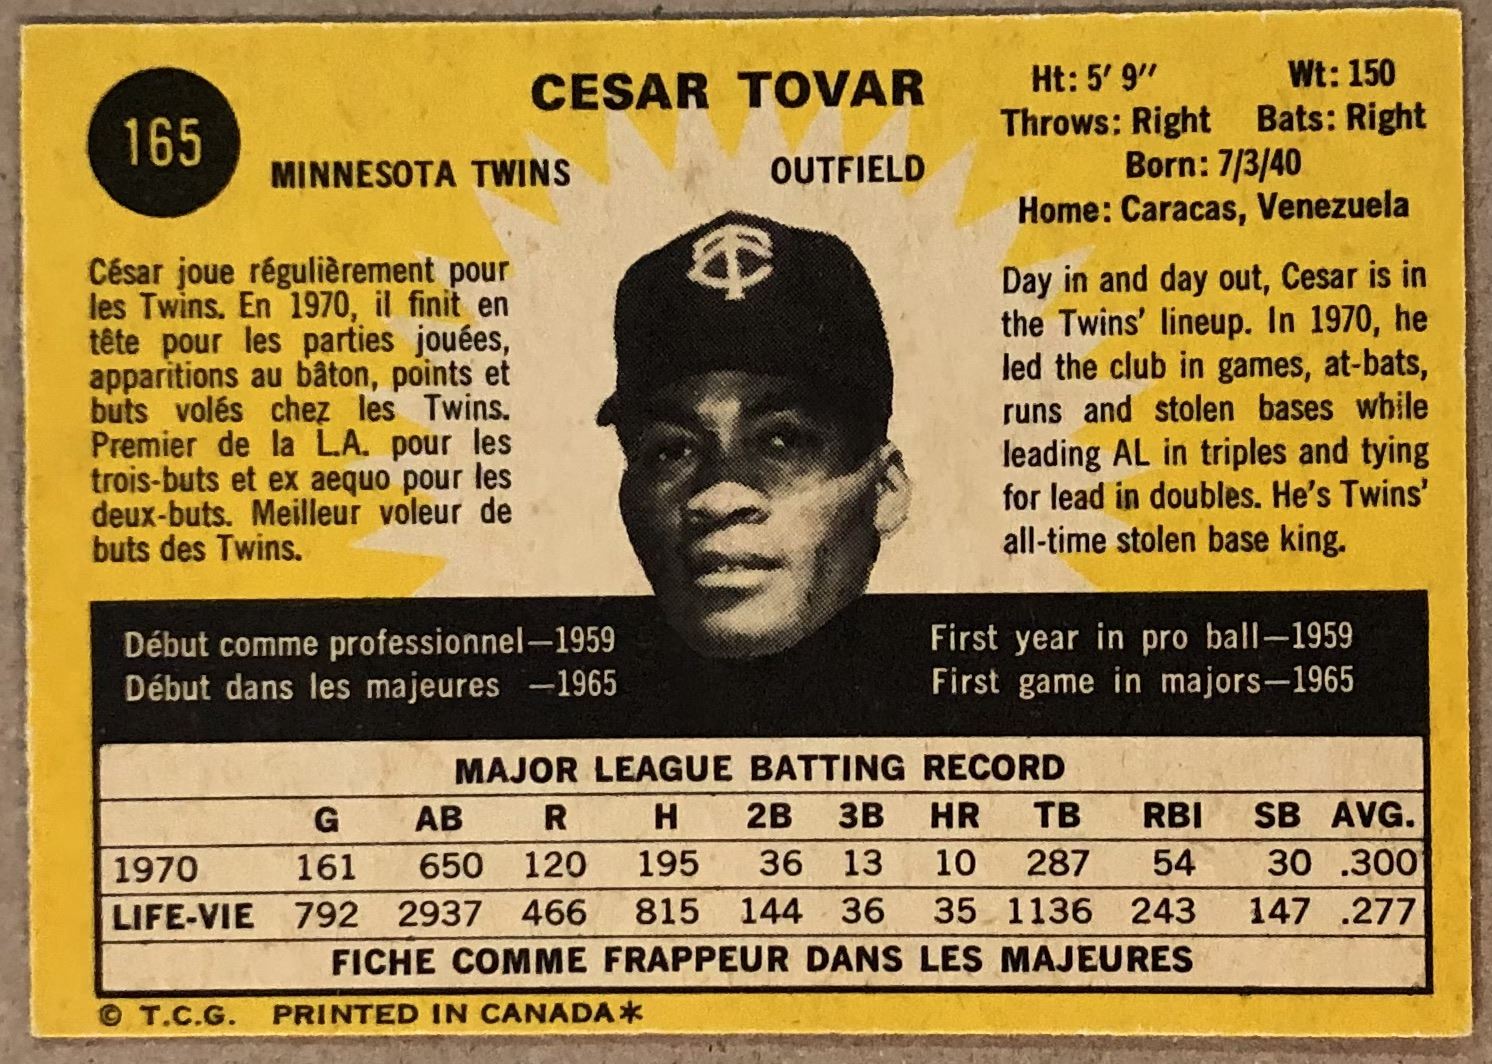 165
CESAR TOVAR
MINNESOTA TWINS OUTFIELD
Ht: 5' 9" Wt: 150
Throws: Right Bats: Right
Born: 7/3/40
Home: Caracas, Venezuela
César joue régulièrement pour
les Twins. En 1970, il finit en
tête pour les parties jouées,
apparitions au bâton, points et
buts volés chez les Twins.
Premier de la L.A. pour les
trois-buts et ex aequo pour les
deux-buts. Meilleur voleur de
buts des Twins.
TC
Day in and day out, Cesar is in
the Twins' lineup. In 1970, he
led the club in games, at-bats,
runs and stolen bases while
leading AL in triples and tying
for lead in doubles. He's Twins'
all-time stolen base king.
Début comme professionnel—1959
Début dans les majeures —1965
First year in pro ball—1959
First game in majors—1965
MAJOR LEAGUE BATTING RECORD
G AB R H 2B 3B HR TB RBI SB AVG.
1970 161 650 120 195 36 13 10 287 54 30 .300
LIFE-VIE 792 2937 466 815 144 36 35 1136 243 147 .277
FICHE COMME FRAPPEUR DANS LES MAJEURES
© T.C.G. PRINTED IN CANADA*